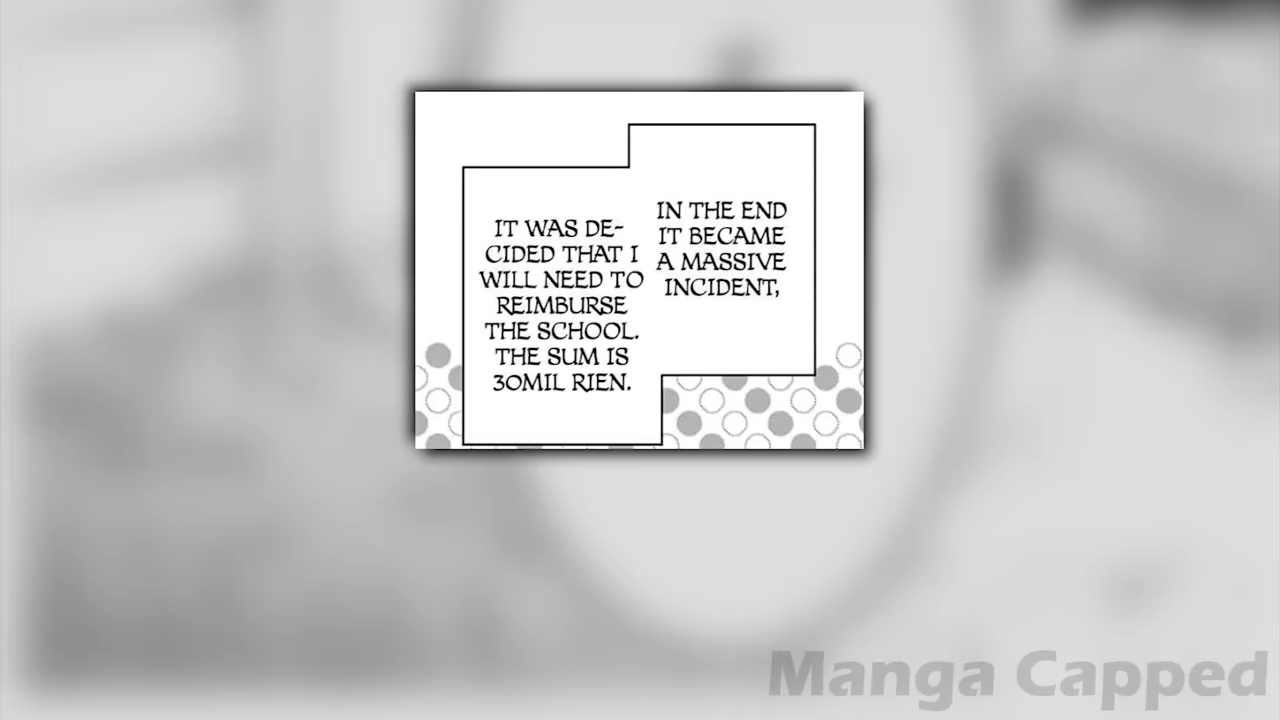 IN THE END
IT BECAME
A MASSIVE
INCIDENT,
IT WAS DE-
CIDED THAT I
WILL NEED TO
REIMBURSE
THE SCHOOL.
THE SUM IS
30MIL RIEN.
Manga Capped